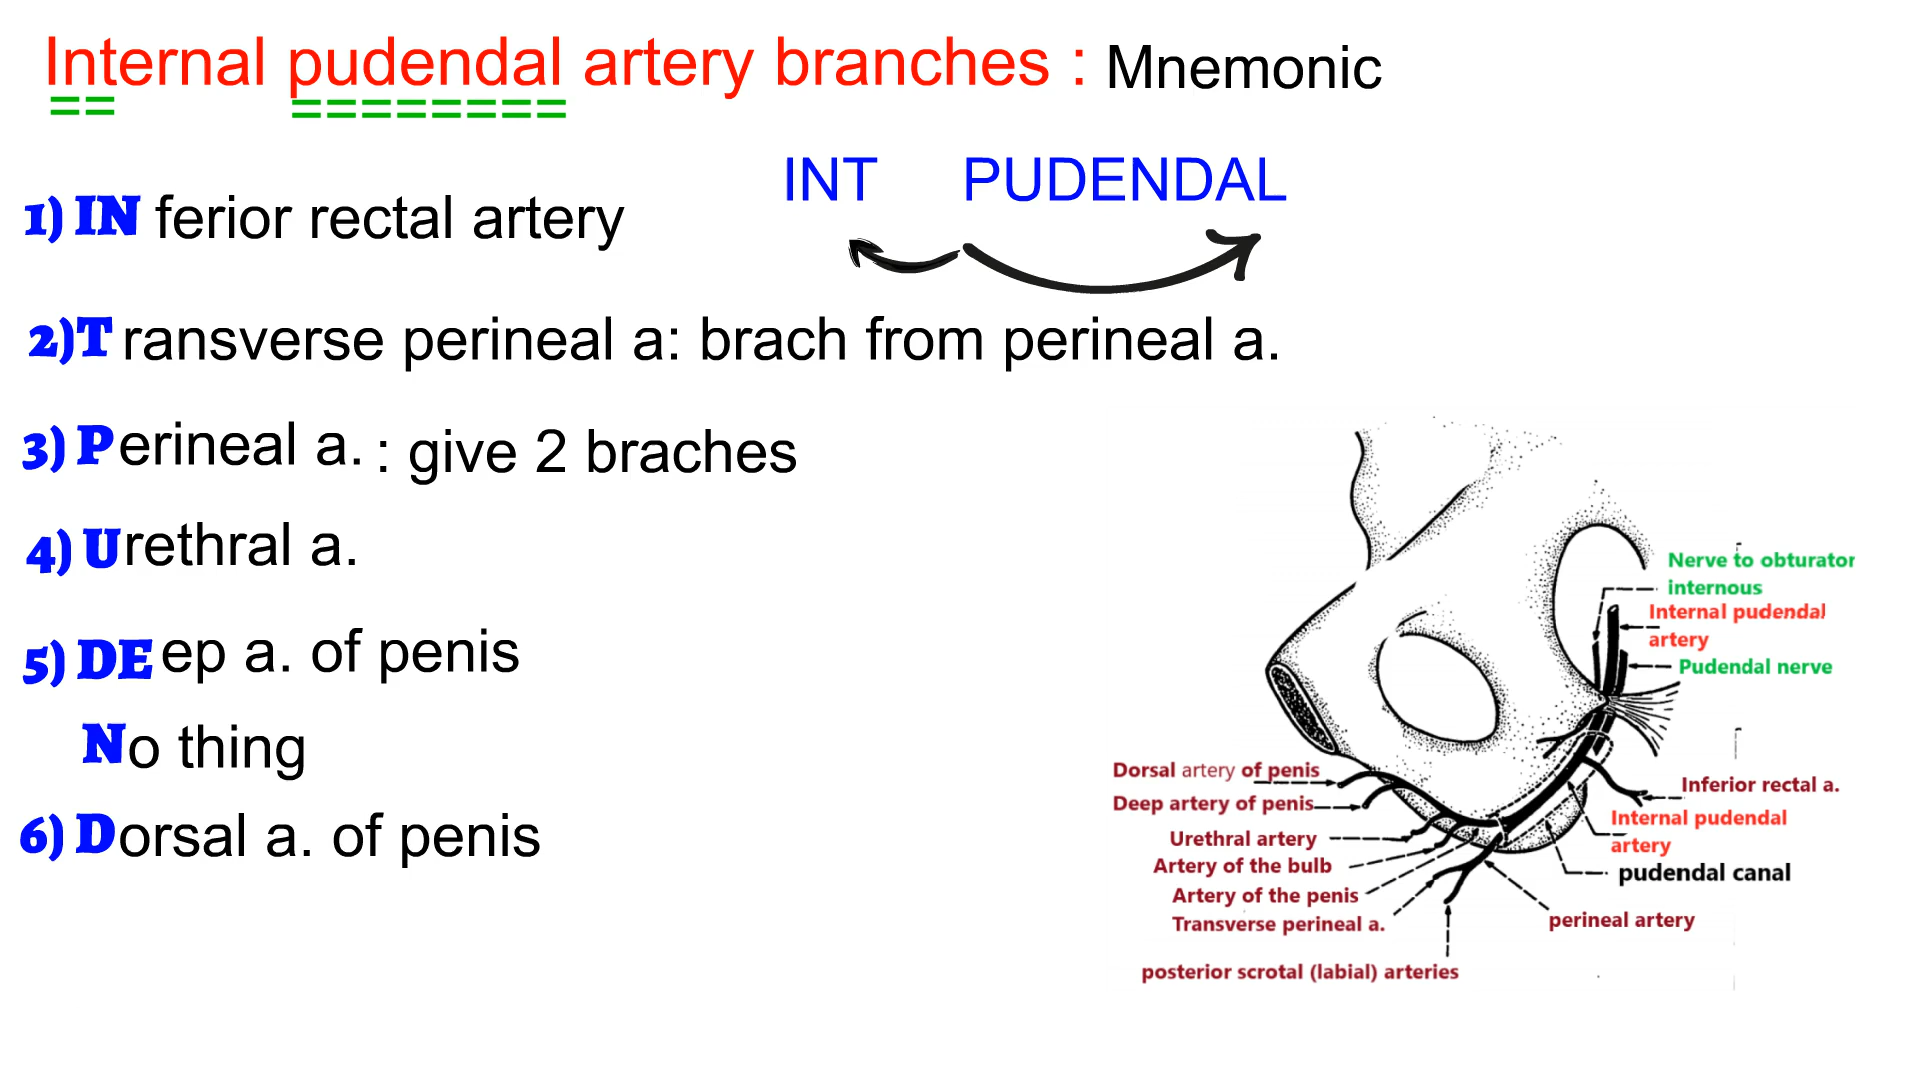 Internal pudendal artery branches : Mnemonic
== ========
INT PUDENDAL
1) IN ferior rectal artery
2)T ransverse perineal a: brach from perineal a.
3) Perineal a. : give 2 braches
4) Urethral a.
5) DEep a. of penis
No thing
6) Dorsal a. of penis
Nerve to obturator
internous
Internal pudendal
artery
Pudendal nerve
Dorsal artery of penis
Deep artery of penis
Urethral artery
Artery of the bulb
Artery of the penis
Transverse perineal a.
posterior scrotal (labial) arteries
Inferior rectal a.
Internal pudendal
artery
pudendal canal
perineal artery